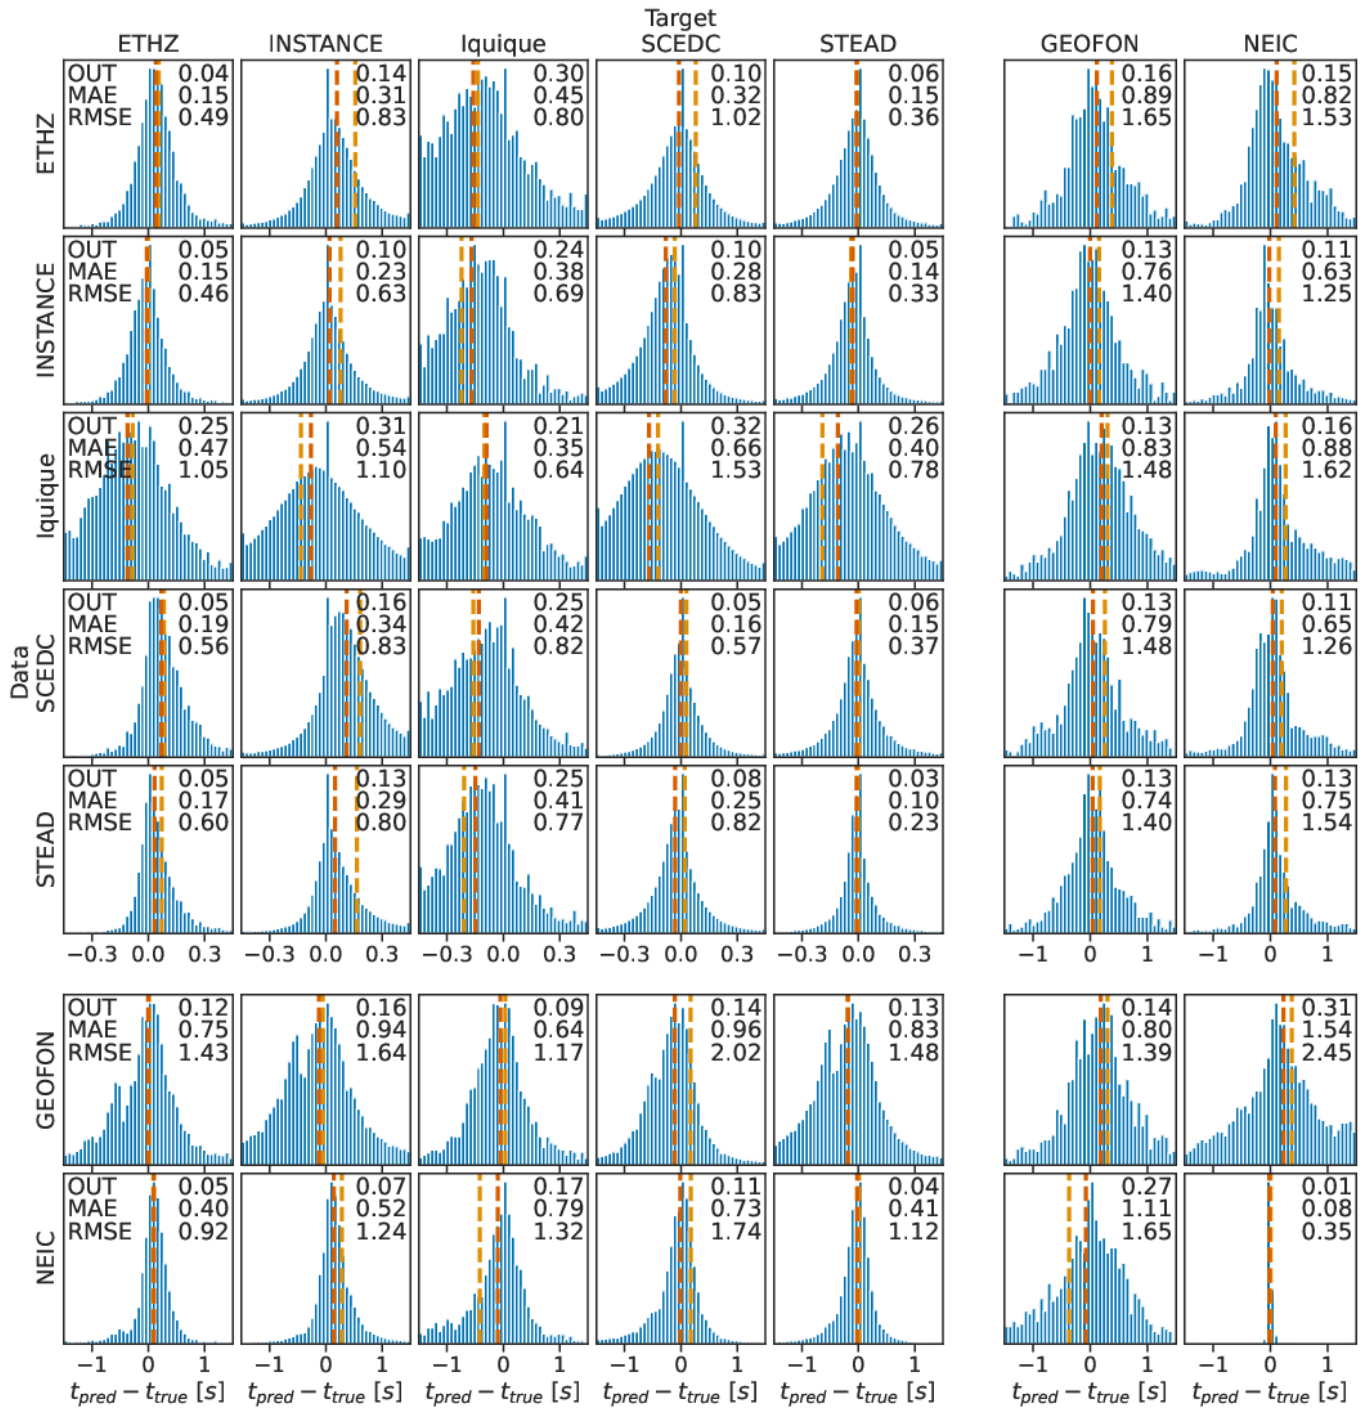 Target
ETHZ INSTANCE Iquique SCEDC STEAD GEOFON NEIC
Data
ETHZ
OUT 0.04 0.14 0.30 0.10 0.06 0.16 0.15
MAE 0.15 0.31 0.45 0.32 0.15 0.89 0.82
RMSE 0.49 0.83 0.80 1.02 0.36 1.65 1.53
INSTANCE
OUT 0.05 0.10 0.24 0.10 0.05 0.13 0.11
MAE 0.15 0.23 0.38 0.28 0.14 0.76 0.63
RMSE 0.46 0.63 0.69 0.83 0.33 1.40 1.25
Iquique
OUT 0.25 0.31 0.21 0.32 0.26 0.13 0.16
MAE 0.47 0.54 0.35 0.66 0.40 0.83 0.88
RMSE 1.05 1.10 0.64 1.53 0.78 1.48 1.62
SCEDC
OUT 0.05 0.16 0.25 0.05 0.06 0.13 0.11
MAE 0.19 0.34 0.42 0.16 0.15 0.79 0.65
RMSE 0.56 0.83 0.82 0.57 0.37 1.48 1.26
STEAD
OUT 0.05 0.13 0.25 0.08 0.03 0.13 0.13
MAE 0.17 0.29 0.41 0.25 0.10 0.74 0.75
RMSE 0.60 0.80 0.77 0.82 0.23 1.40 1.54
−0.3 0.0 0.3 −0.3 0.0 0.3 −0.3 0.0 0.3 −0.3 0.0 0.3 −0.3 0.0 0.3 −1 0 1 −1 0 1
GEOFON
OUT 0.12 0.16 0.09 0.14 0.13 0.14 0.31
MAE 0.75 0.94 0.64 0.96 0.83 0.80 1.54
RMSE 1.43 1.64 1.17 2.02 1.48 1.39 2.45
NEIC
OUT 0.05 0.07 0.17 0.11 0.04 0.27 0.01
MAE 0.40 0.52 0.79 0.73 0.41 1.11 0.08
RMSE 0.92 1.24 1.32 1.74 1.12 1.65 0.35
−1 0 1 −1 0 1 −1 0 1 −1 0 1 −1 0 1 −1 0 1 −1 0 1
t_pred − t_true [s] t_pred − t_true [s] t_pred − t_true [s] t_pred − t_true [s] t_pred − t_true [s] t_pred − t_true [s] t_pred − t_true [s]